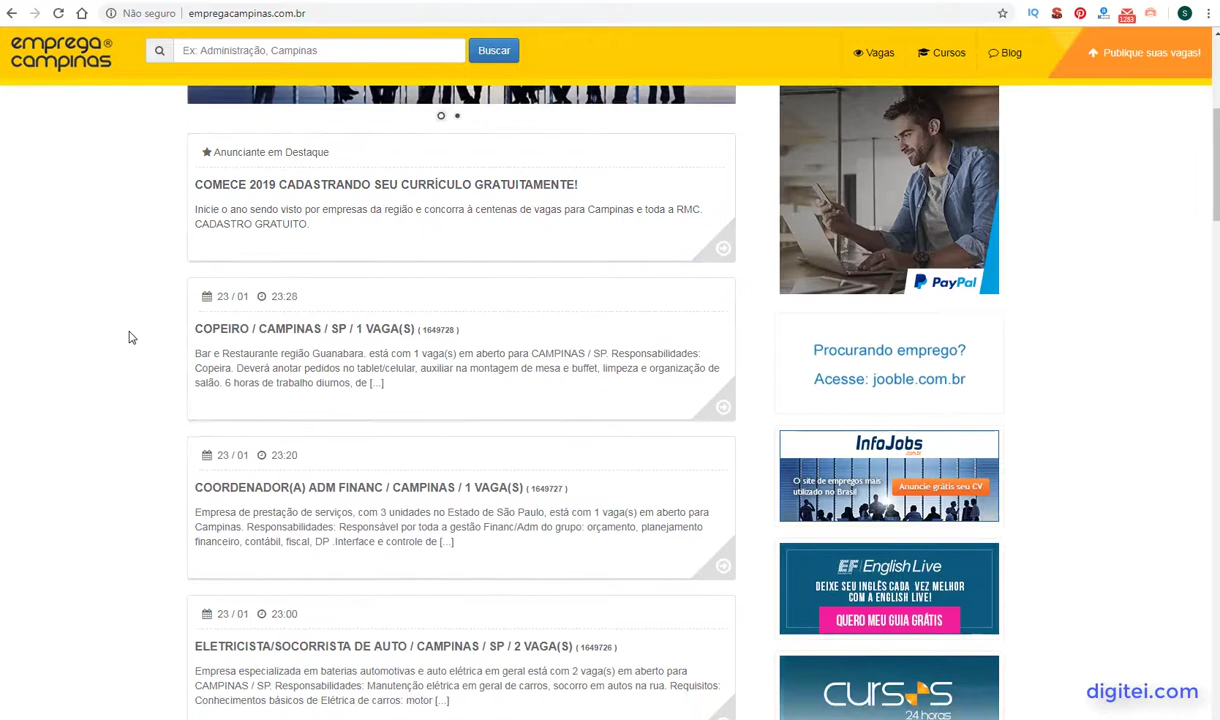 Não seguro
empregacampinas.com.br
IQ
1283
S
emprega®
campinas
Ex: Administração, Campinas
Buscar
Vagas
Cursos
Blog
Publique suas vagas!
Anunciante em Destaque
COMECE 2019 CADASTRANDO SEU CURRÍCULO GRATUITAMENTE!
Inicie o ano sendo visto por empresas da região e concorra à centenas de vagas para Campinas e toda a RMC.
CADASTRO GRATUITO.
23 / 01 23:28
COPEIRO / CAMPINAS / SP / 1 VAGA(S) ( 1649728 )
Bar e Restaurante região Guanabara. está com 1 vaga(s) em aberto para CAMPINAS / SP. Responsabilidades:
Copeira. Deverá anotar pedidos no tablet/celular, auxiliar na montagem de mesa e buffet, limpeza e organização de
salão. 6 horas de trabalho diurnos, de [...]
23 / 01 23:20
COORDENADOR(A) ADM FINANC / CAMPINAS / 1 VAGA(S) ( 1649727 )
Empresa de prestação de serviços, com 3 unidades no Estado de São Paulo, está com 1 vaga(s) em aberto para
Campinas. Responsabilidades: Responsável por toda a gestão Financ/Adm do grupo: orçamento, planejamento
financeiro, contábil, fiscal, DP .Interface e controle de [...]
23 / 01 23:00
ELETRICISTA/SOCORRISTA DE AUTO / CAMPINAS / SP / 2 VAGA(S) ( 1649726 )
Empresa especializada em baterias automotivas e auto elétrica em geral está com 2 vaga(s) em aberto para
CAMPINAS / SP. Responsabilidades: Manutenção elétrica em geral de carros, socorro em autos na rua. Requisitos:
Conhecimentos básicos de Elétrica de carros: motor [...]
PayPal
Procurando emprego?
Acesse: jooble.com.br
InfoJobs
.com.br
O site de empregos mais
utilizado no Brasil
Anuncie grátis seu CV
EF English Live
DEIXE SEU INGLÊS CADA VEZ MELHOR
COM A ENGLISH LIVE!
QUERO MEU GUIA GRÁTIS
cursos
24 horas
digitei.com